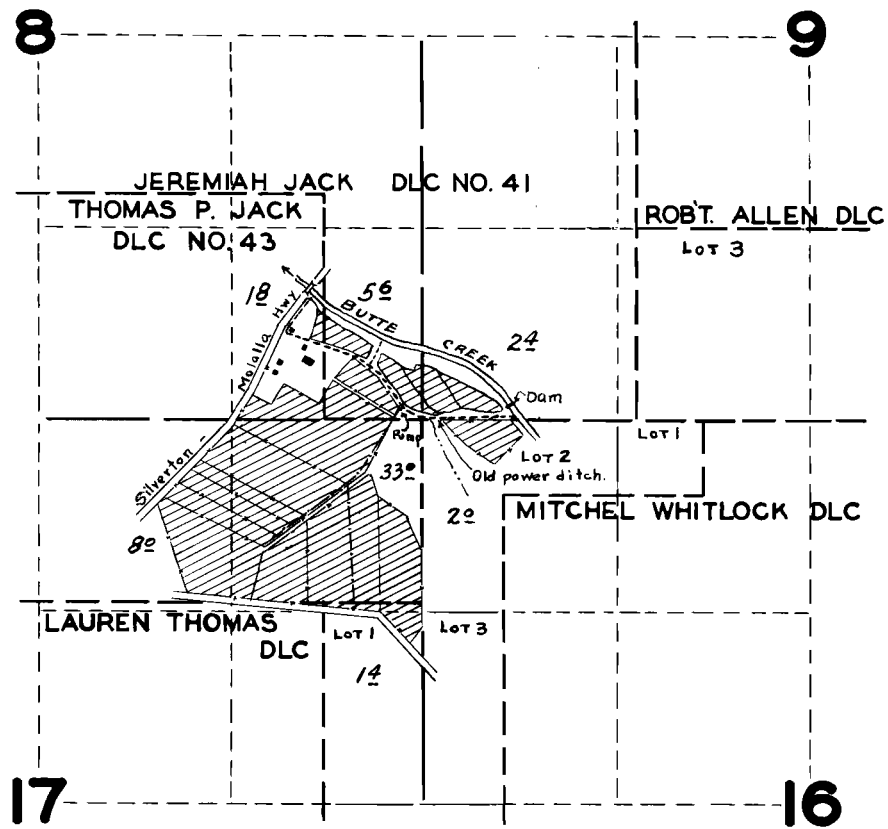 8
9
JEREMIAH JACK DLC NO. 41
THOMAS P. JACK
DLC NO. 43
ROB'T. ALLEN DLC
LOT 3
18
56
24
BUTTE CREEK
Silverton - Molalla Hwy
Dam
Pump
LOT 1
LOT 2
Old power ditch.
33º
2º
MITCHEL WHITLOCK DLC
8º
LAUREN THOMAS
DLC
LOT 1
LOT 3
14
17
16